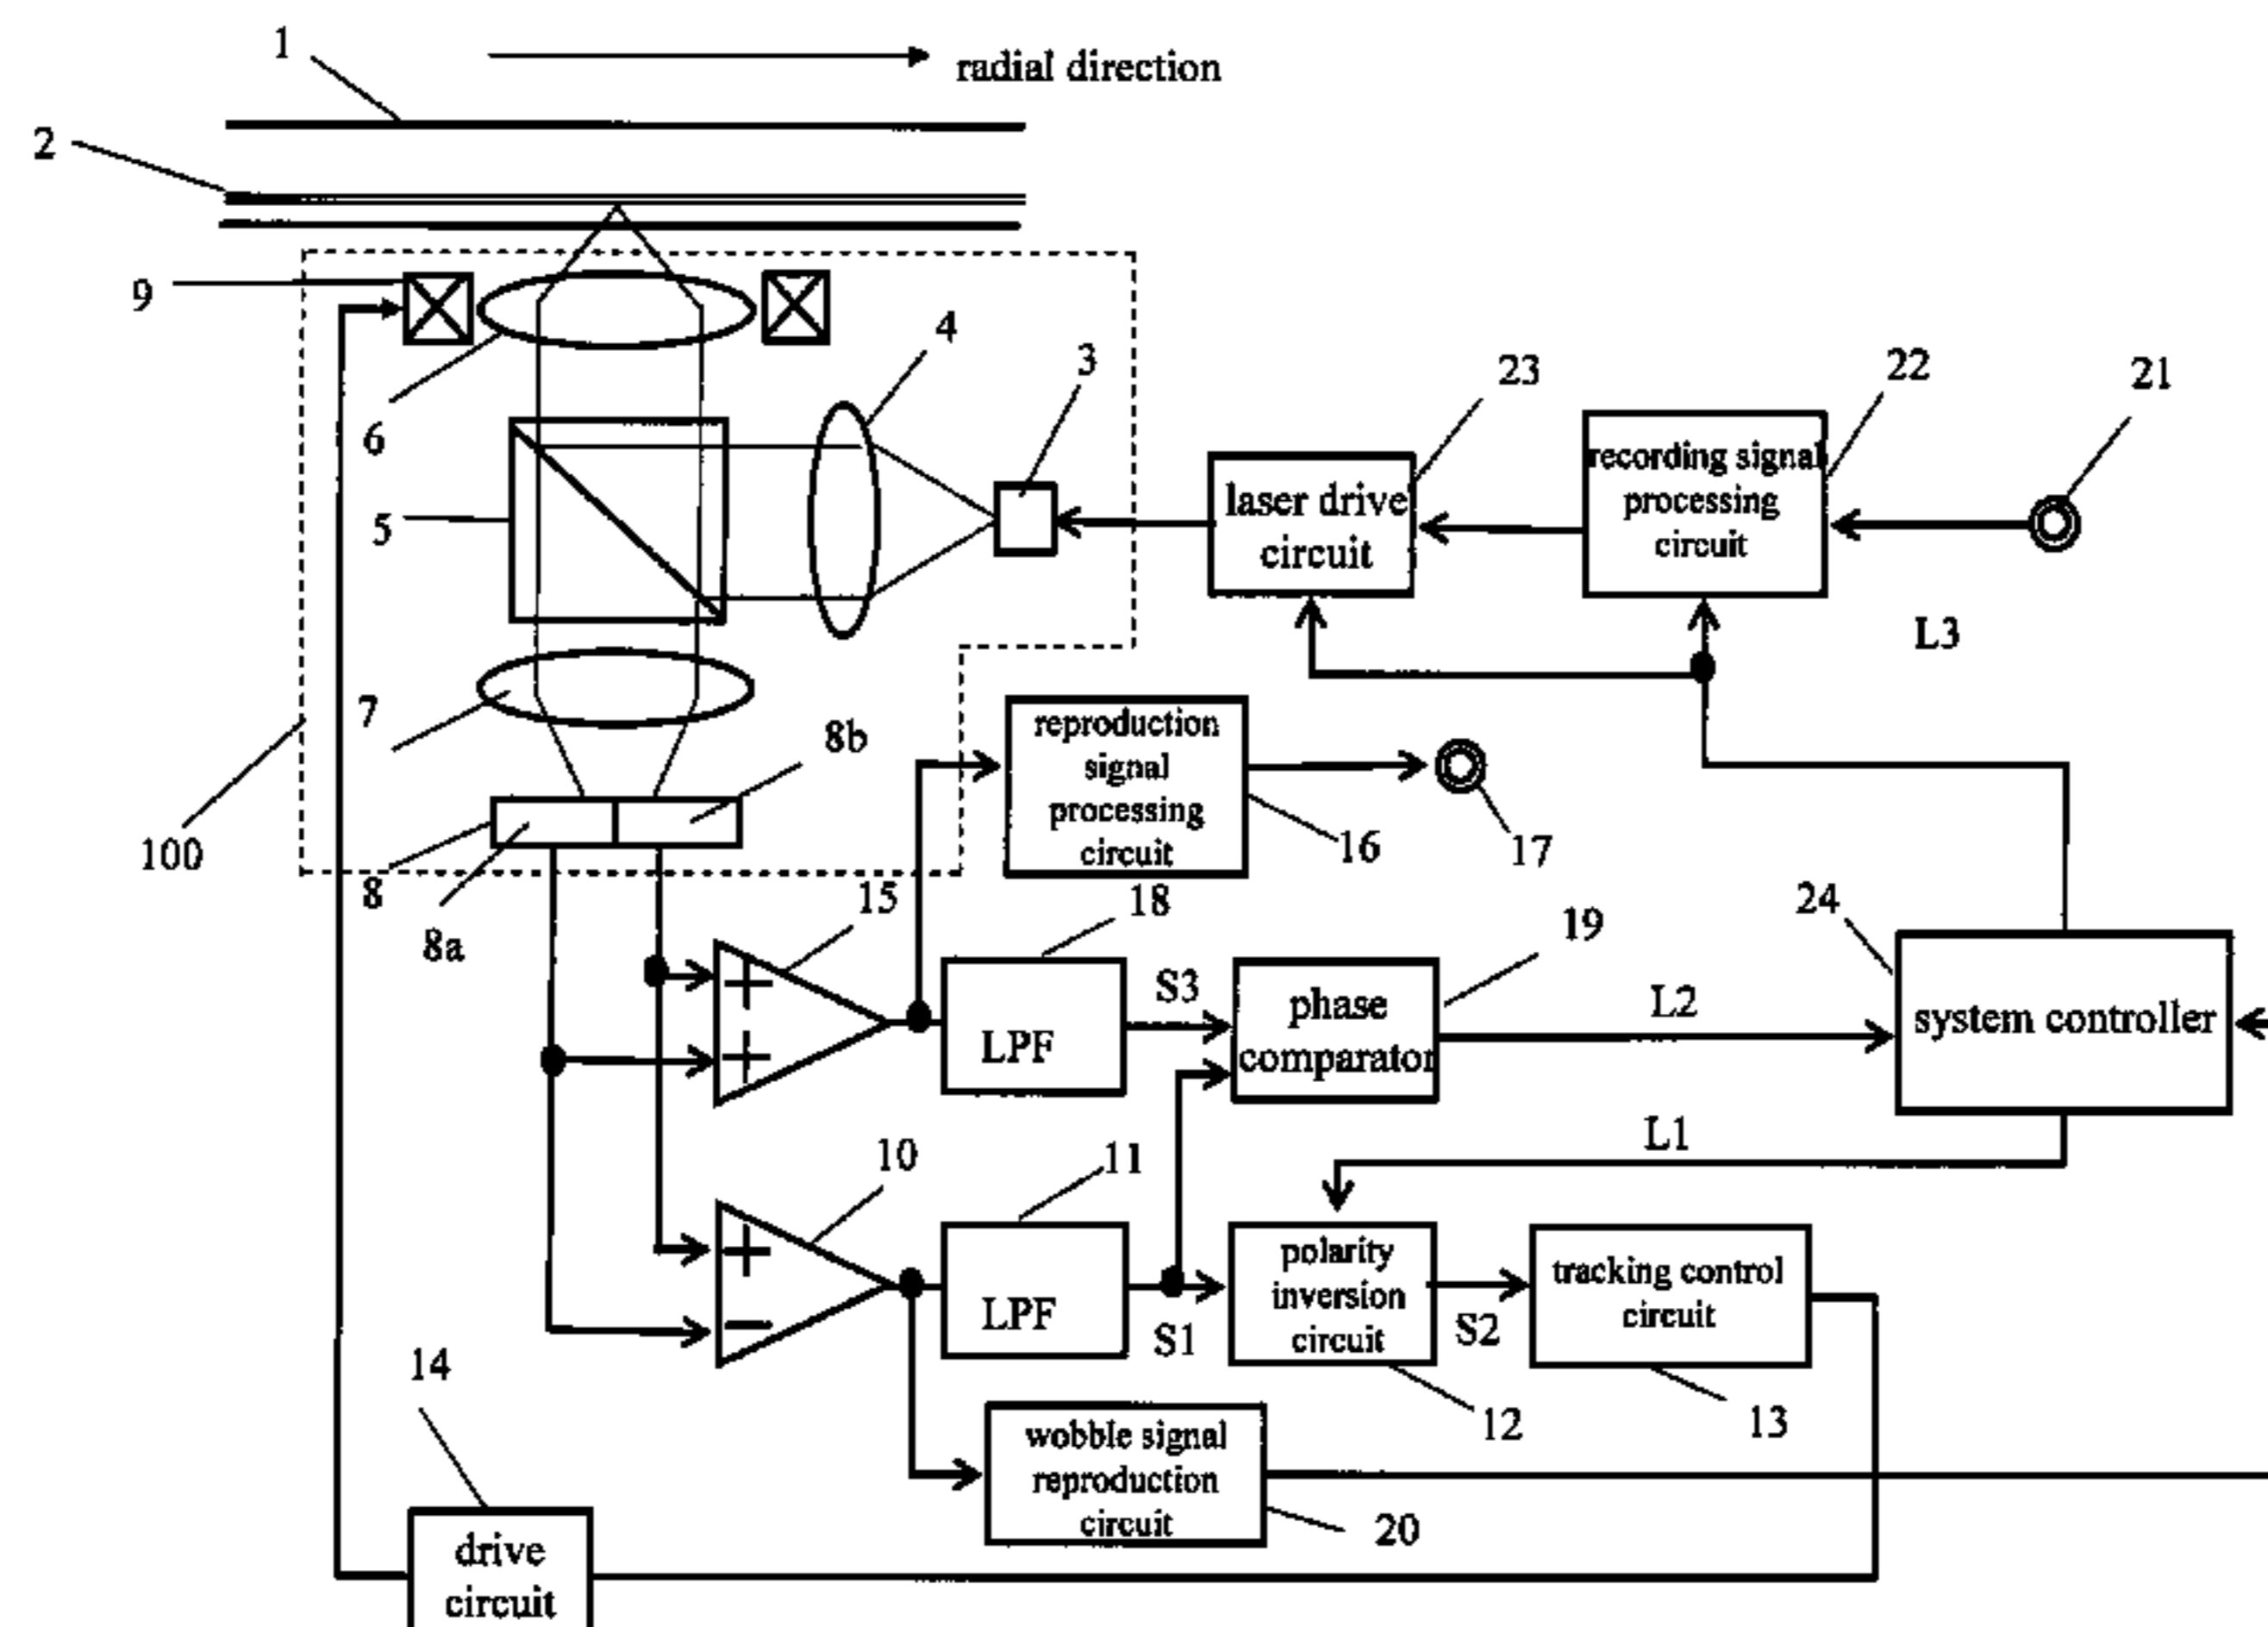 1
radial direction
2
9
4
3
23
22
21
6
recording signal
processing
circuit
laser drive
circuit
5
L3
7
8b
reproduction
signal
processing
circuit
100
16
17
8
8a
15
18
S3
19
24
phase
comparator
L2
system controller
LPF
L1
10
11
LPF
S1
polarity
inversion
circuit
S2
tracking control
circuit
14
12
13
wobble signal
reproduction
circuit
20
drive
circuit